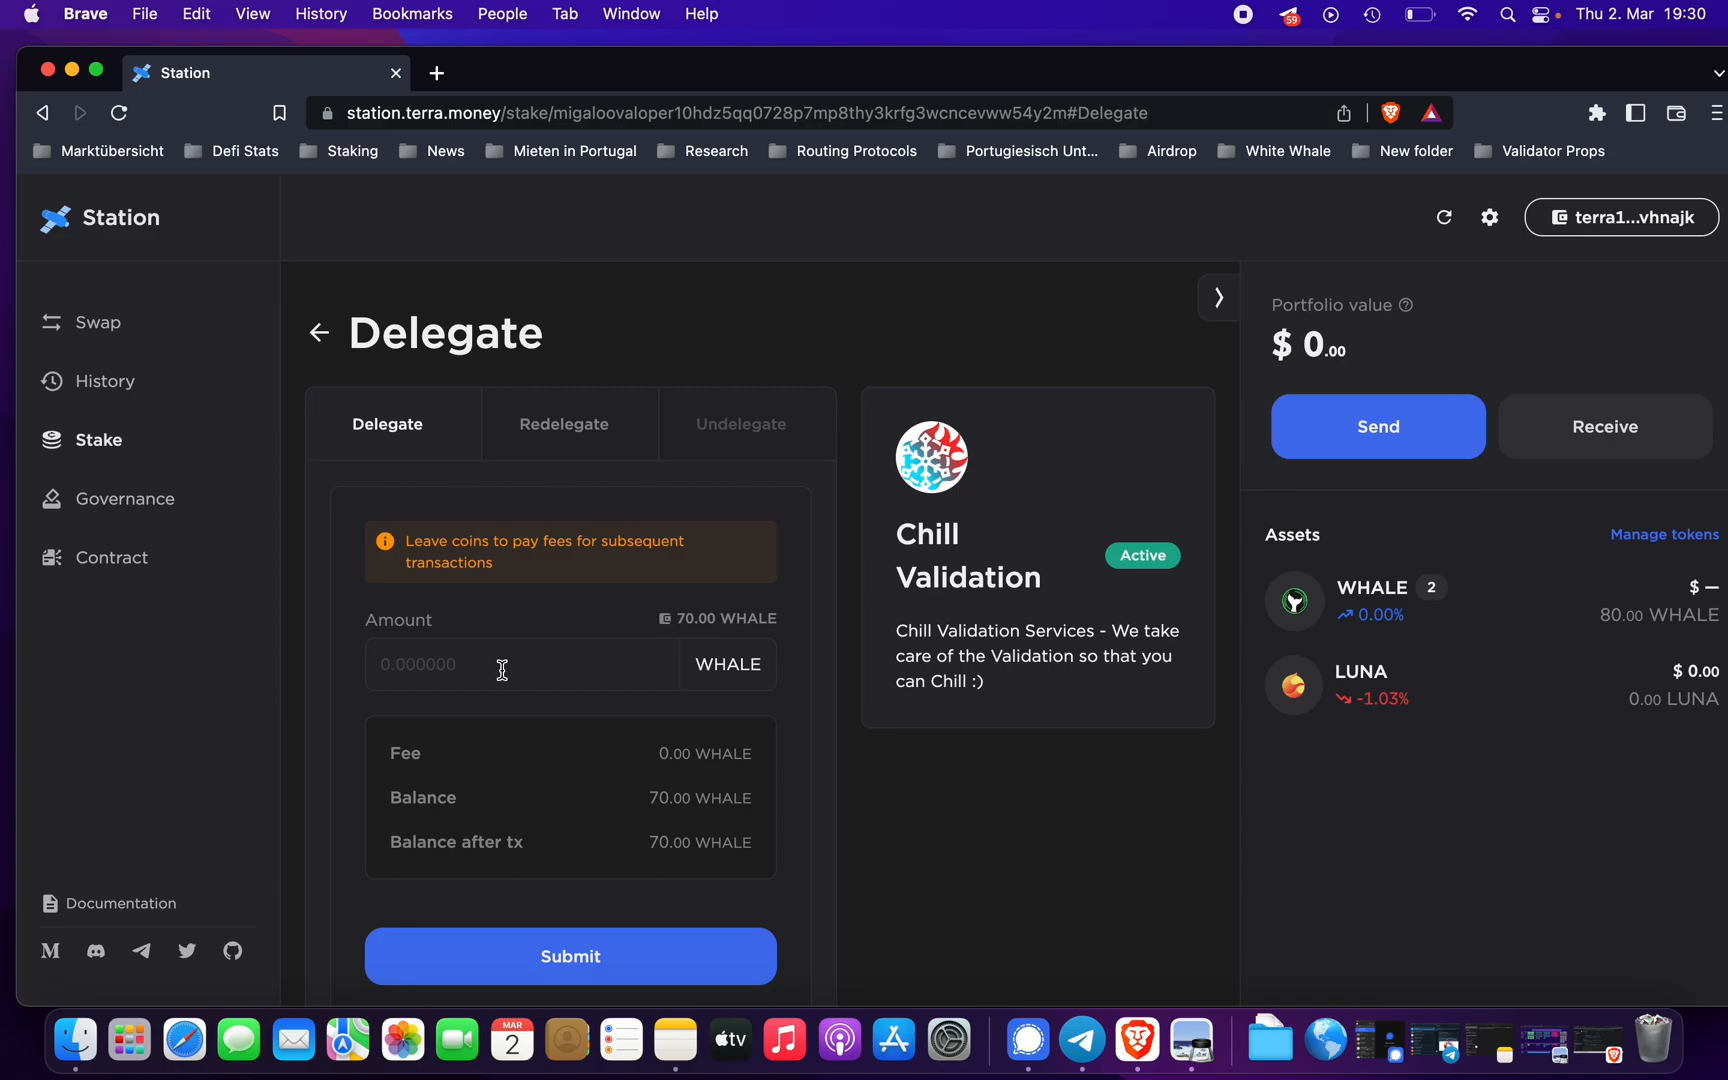 Brave File Edit View History Bookmarks People Tab Window Help 59 Thu 2. Mar 19:30
Station
station.terra.money/stake/migaloovaloper10hdz5qq0728p7mp8thy3krfg3wcncevww54y2m#Delegate
Marktübersicht Defi Stats Staking News Mieten in Portugal Research Routing Protocols Portugiesisch Unt... Airdrop White Whale New folder Validator Props
Station
terra1...vhnajk
Swap
History
Stake
Governance
Contract
Documentation
Delegate
Delegate Redelegate Undelegate
Leave coins to pay fees for subsequent
transactions
Amount 70.00 WHALE
0.000000 WHALE
Fee 0.00 WHALE
Balance 70.00 WHALE
Balance after tx 70.00 WHALE
Submit
Chill
Validation
Active
Chill Validation Services - We take
care of the Validation so that you
can Chill :)
Portfolio value
$ 0.00
Send Receive
Assets Manage tokens
WHALE 2 $ —
0.00% 80.00 WHALE
LUNA $ 0.00
-1.03% 0.00 LUNA
MAR
2
tv